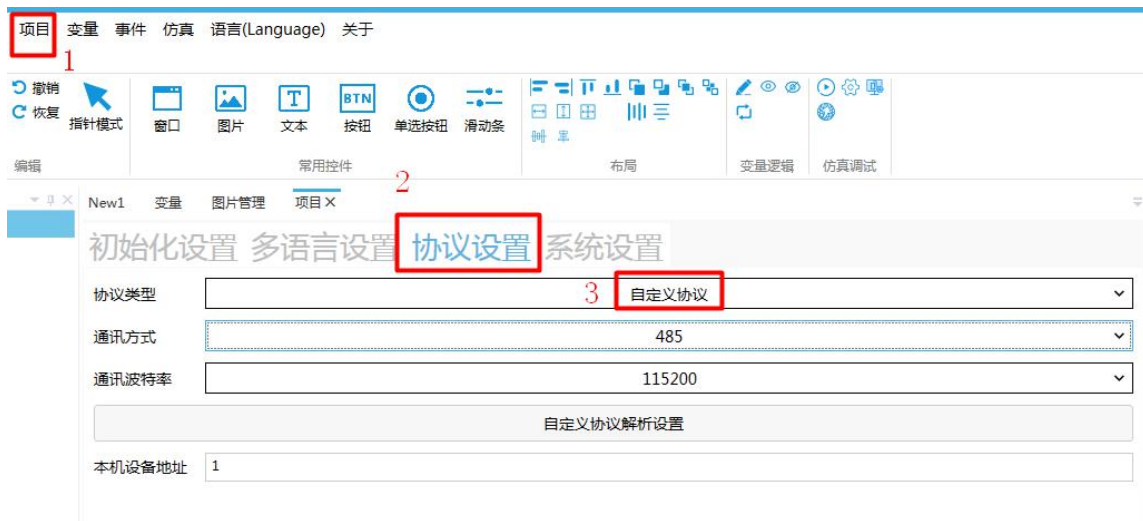 项目 变量 事件 仿真 语言(Language) 关于
1
撤销
恢复
指针模式 窗口 图片 T 文本 BTN 按钮 单选按钮 滑动条
编辑 常用控件 布局 变量逻辑 仿真调试
2
New1 变量 图片管理 项目 X
初始化设置 多语言设置 协议设置 系统设置
协议类型 3 自定义协议
通讯方式 485
通讯波特率 115200
自定义协议解析设置
本机设备地址 1